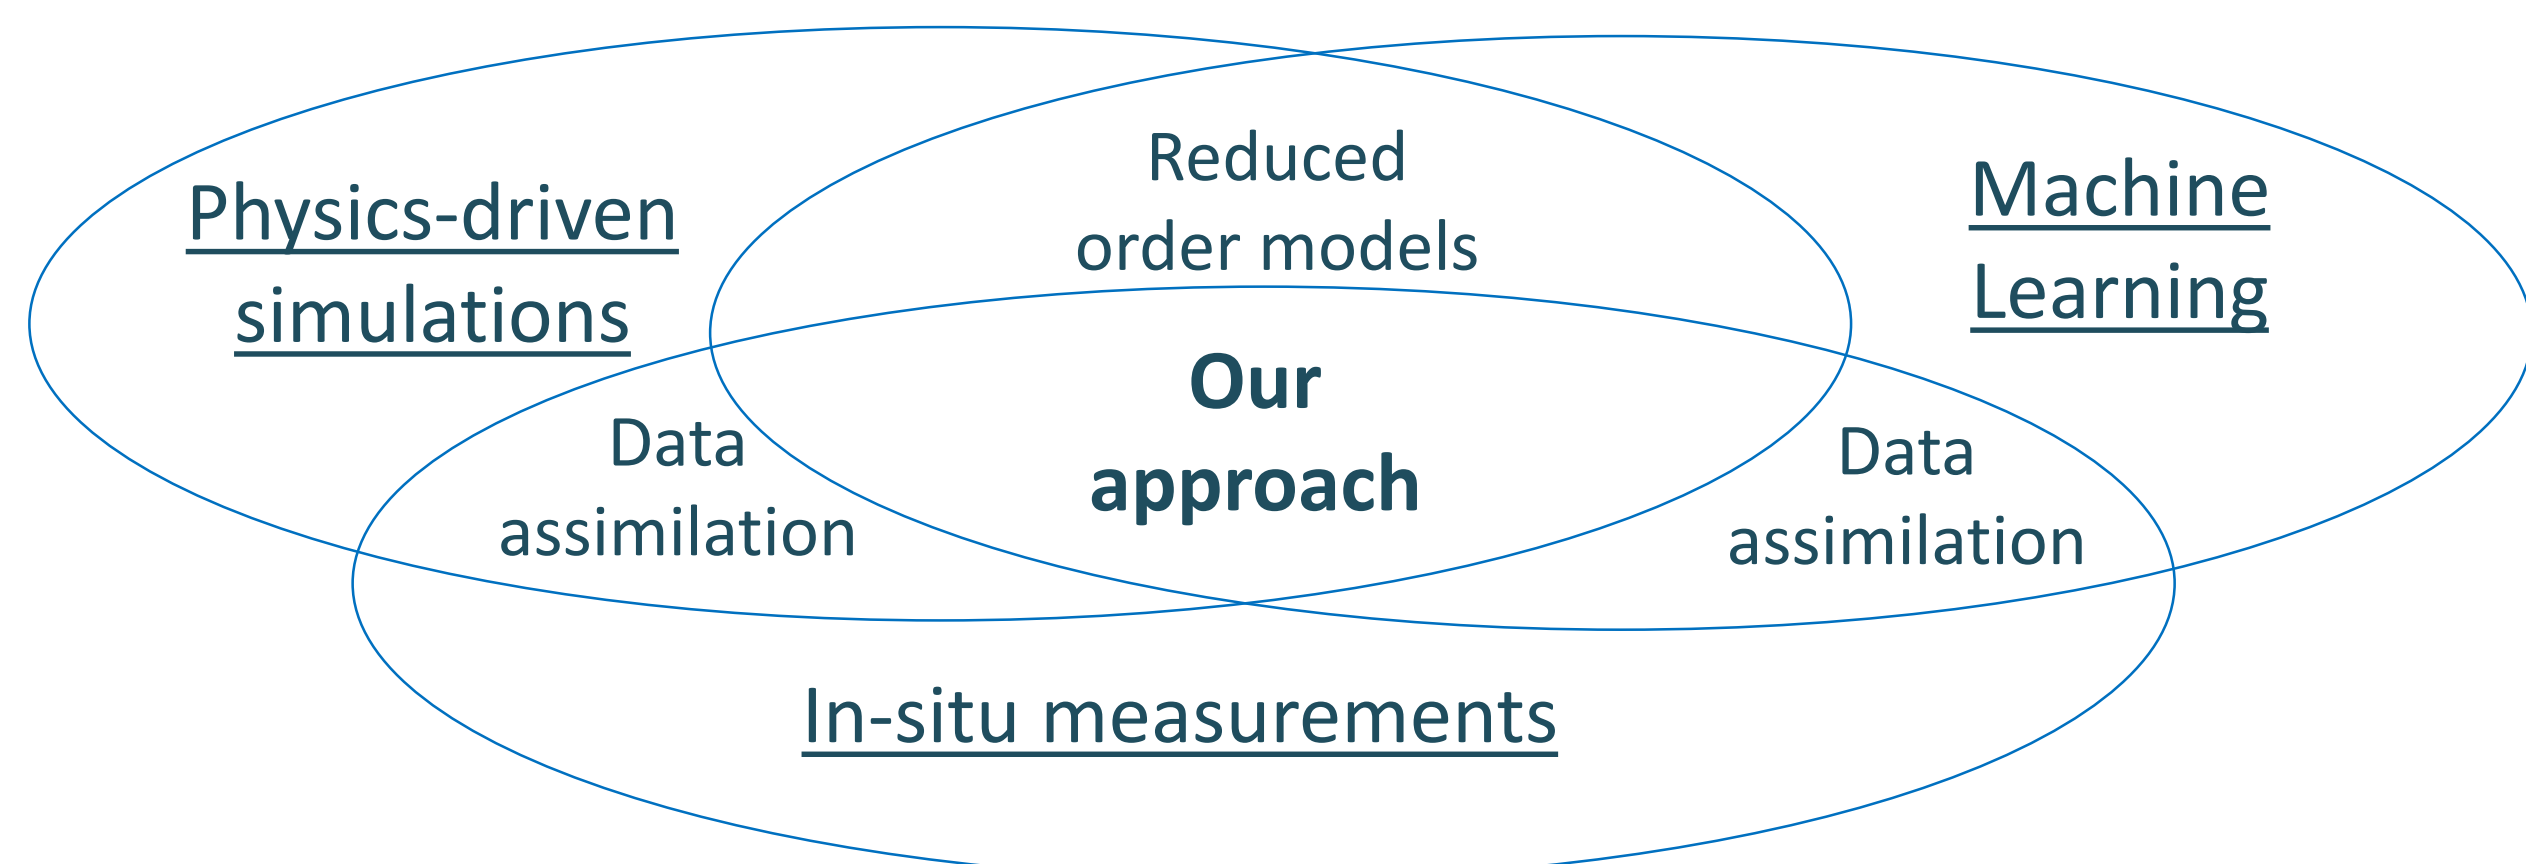 Physics-driven
simulations
Reduced
order models
Machine
Learning
Our
approach
Data
assimilation
Data
assimilation
In-situ measurements